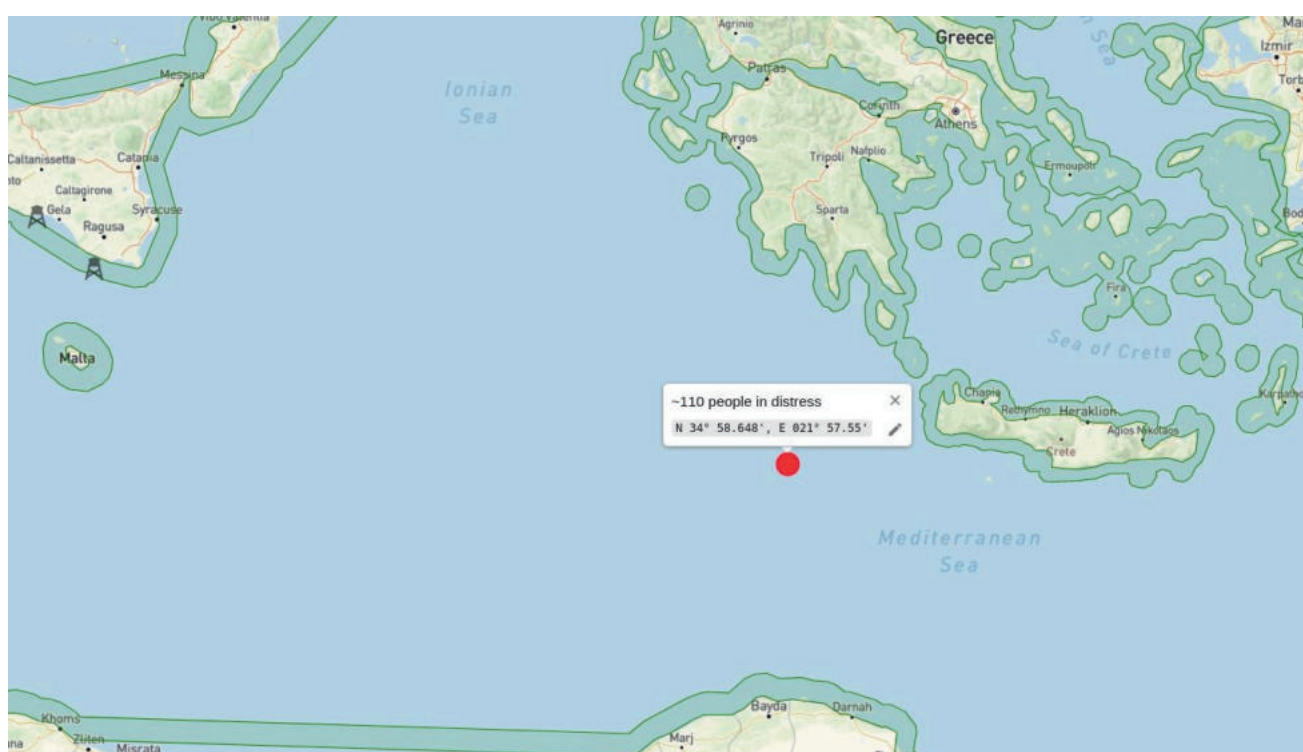 Vibo Valentia
Agrinio
Greece
Izmir
Messina
Ionian
Sea
Patras
Corinth
Athens
Caltanissetta
Catania
Pyrgos
Tripoli
Nafplio
Ermoupoli
Caltagirone
Gela
Syracuse
Ragusa
Sparta
Fira
Malta
Sea of Crete
~110 people in distress
N 34° 58.648', E 021° 57.55'
Chania
Rethymno
Heraklion
Agios Nikolaos
Crete
Mediterranean
Sea
Khoms
Zliten
Misrata
Bayda
Darnah
Marj